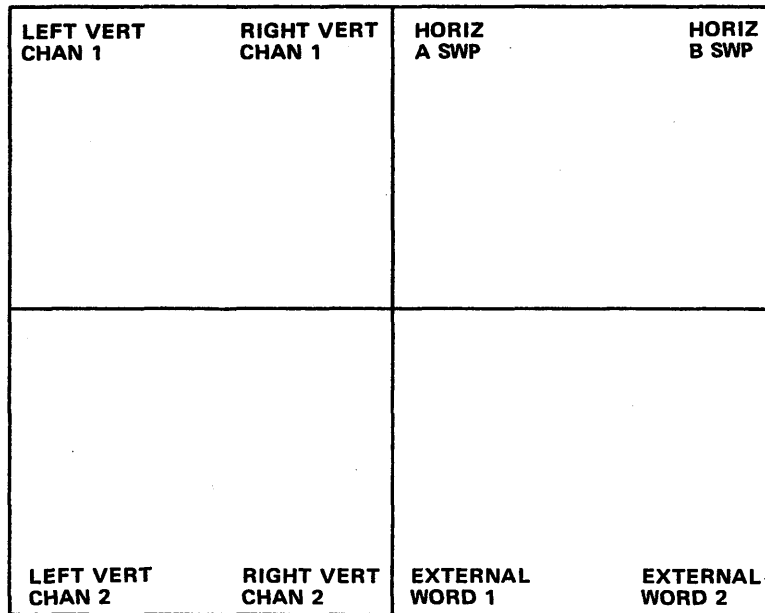 LEFT VERT
CHAN 1
RIGHT VERT
CHAN 1
HORIZ
A SWP
HORIZ
B SWP
LEFT VERT
CHAN 2
RIGHT VERT
CHAN 2
EXTERNAL
WORD 1
EXTERNAL
WORD 2